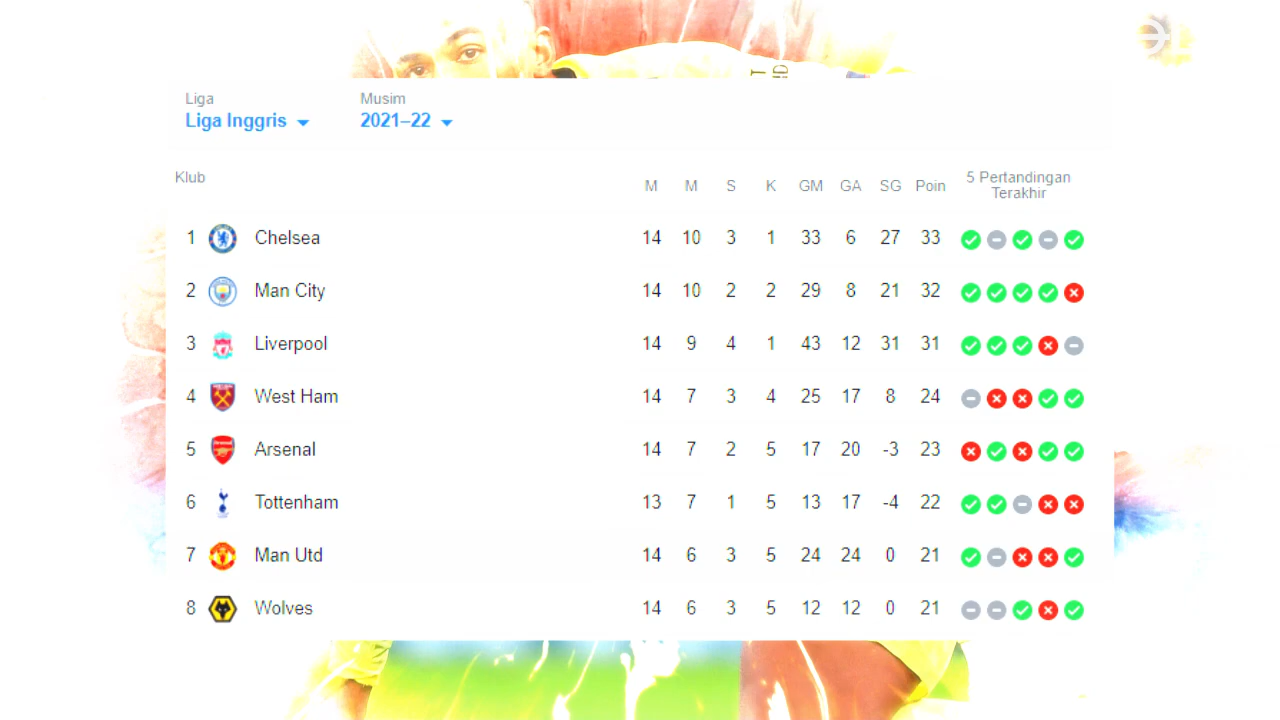 Liga Musim
Liga Inggris 2021–22
Klub M M S K GM GA SG Poin 5 Pertandingan
Terakhir
1 Chelsea 14 10 3 1 33 6 27 33
2 Man City 14 10 2 2 29 8 21 32
3 Liverpool 14 9 4 1 43 12 31 31
4 West Ham 14 7 3 4 25 17 8 24
5 Arsenal 14 7 2 5 17 20 -3 23
6 Tottenham 13 7 1 5 13 17 -4 22
7 Man Utd 14 6 3 5 24 24 0 21
8 Wolves 14 6 3 5 12 12 0 21